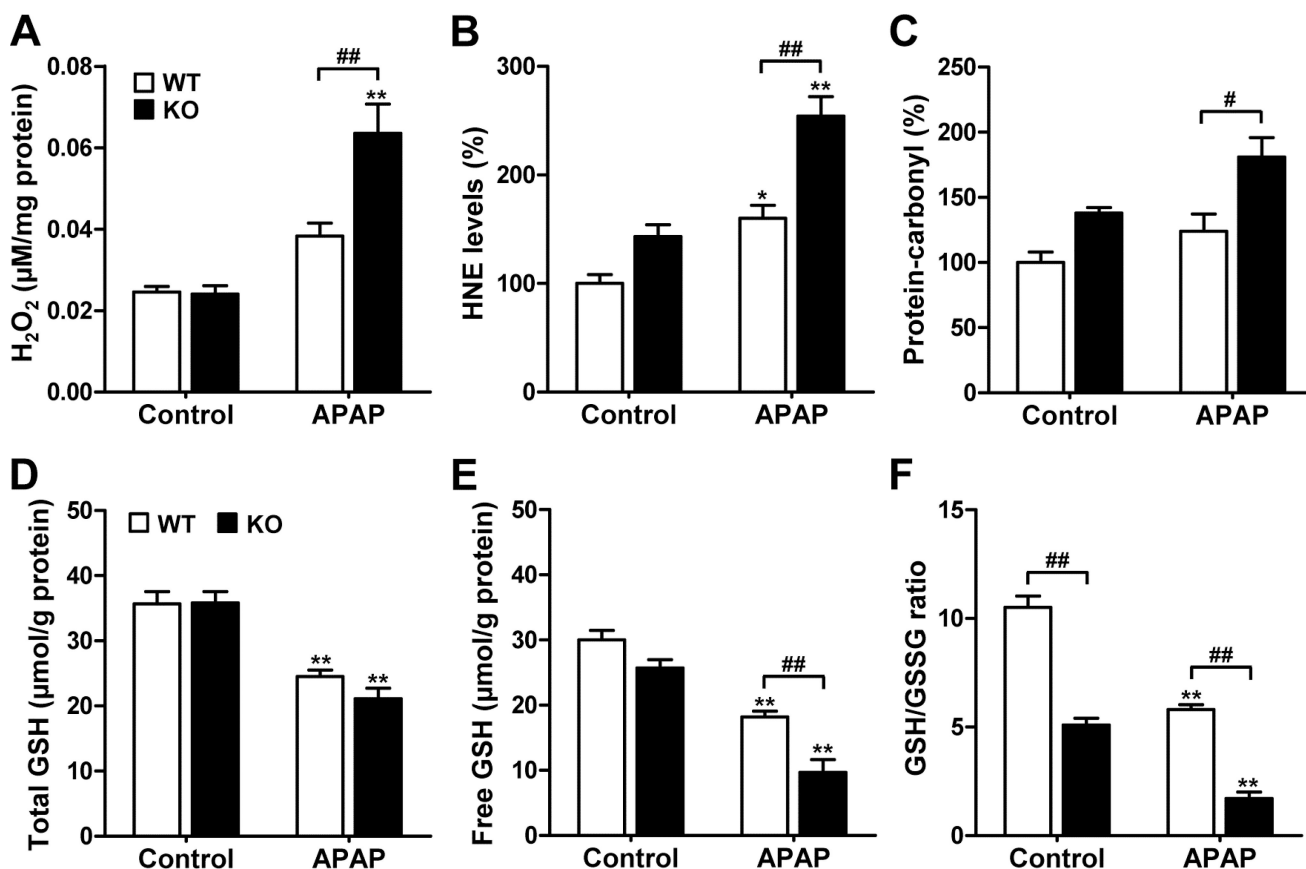 A
H₂O₂ (µM/mg protein)
0.08
0.06
0.04
0.02
0.00
WT
KO
##
**
Control
APAP
B
HNE levels (%)
300
200
100
0
##
**
*
Control
APAP
C
Protein-carbonyl (%)
250
200
150
100
50
0
#
Control
APAP
D
Total GSH (µmol/g protein)
50
40
30
20
10
0
WT
KO
**
**
Control
APAP
E
Free GSH (µmol/g protein)
50
40
30
20
10
0
##
**
**
Control
APAP
F
GSH/GSSG ratio
15
10
5
0
##
##
**
**
Control
APAP